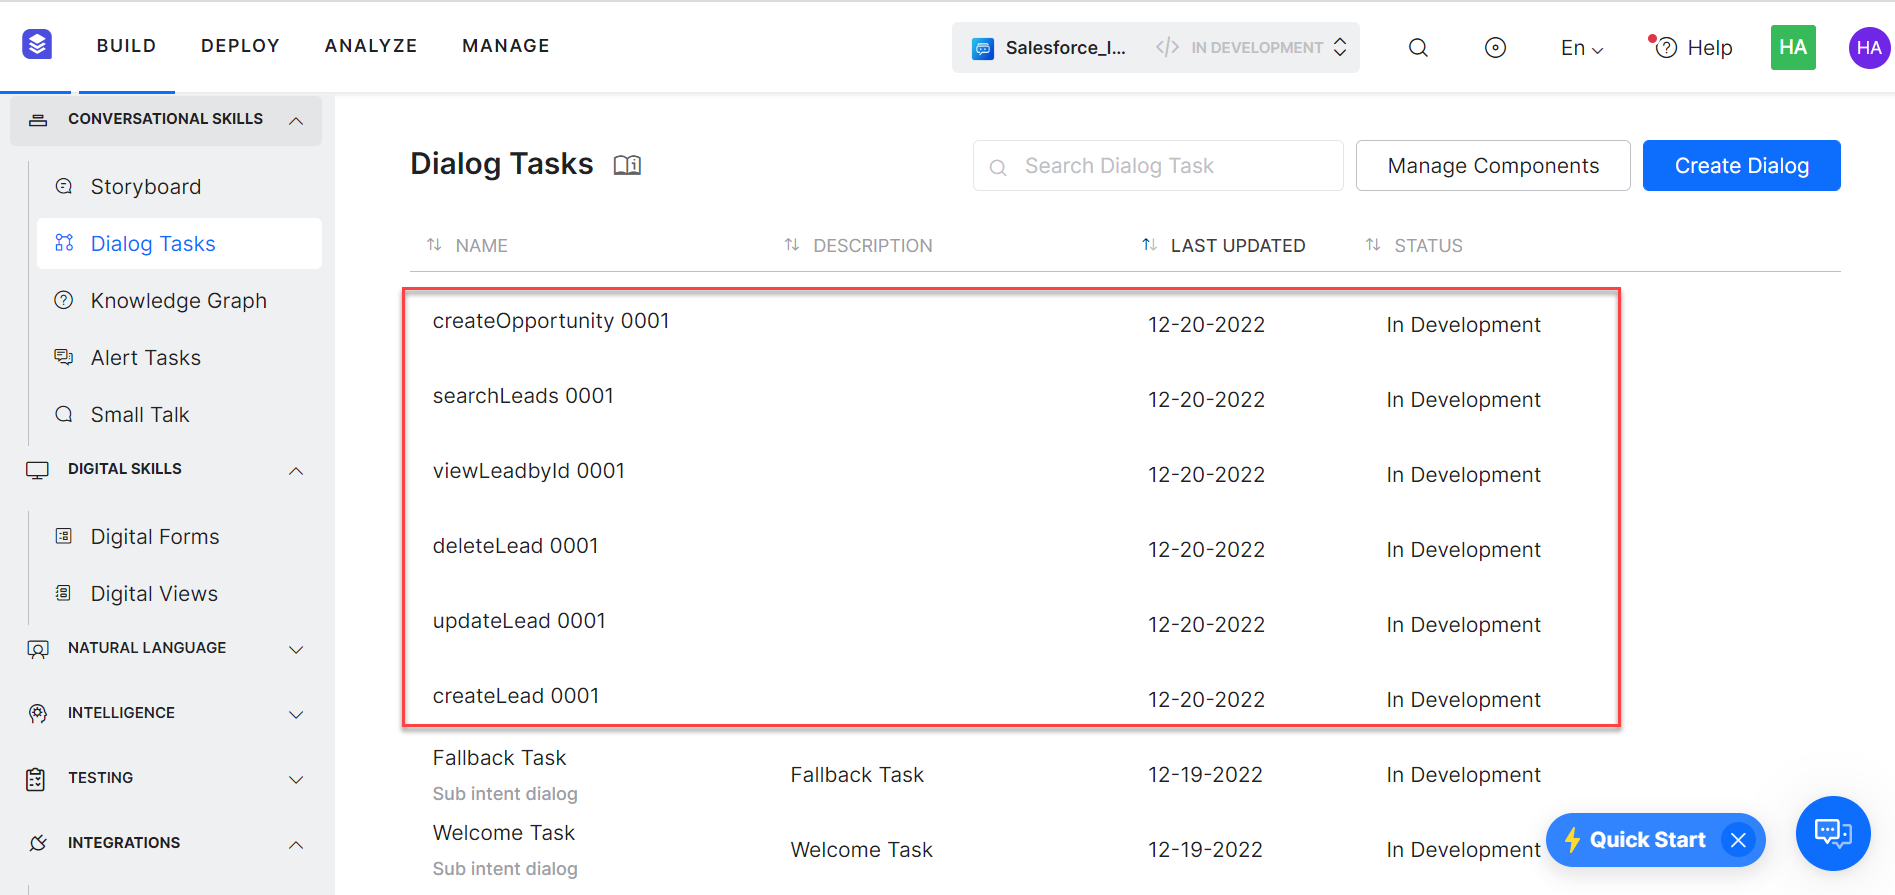 BUILD DEPLOY ANALYZE MANAGE Salesforce_I... </> IN DEVELOPMENT En Help HA HA
CONVERSATIONAL SKILLS
Storyboard
Dialog Tasks
Knowledge Graph
Alert Tasks
Small Talk
DIGITAL SKILLS
Digital Forms
Digital Views
NATURAL LANGUAGE
INTELLIGENCE
TESTING
INTEGRATIONS
Dialog Tasks Search Dialog Task Manage Components Create Dialog
NAME DESCRIPTION LAST UPDATED STATUS
createOpportunity 0001 12-20-2022 In Development
searchLeads 0001 12-20-2022 In Development
viewLeadbyId 0001 12-20-2022 In Development
deleteLead 0001 12-20-2022 In Development
updateLead 0001 12-20-2022 In Development
createLead 0001 12-20-2022 In Development
Fallback Task Fallback Task 12-19-2022 In Development
Sub intent dialog
Welcome Task Welcome Task 12-19-2022 In Development
Sub intent dialog
Quick Start